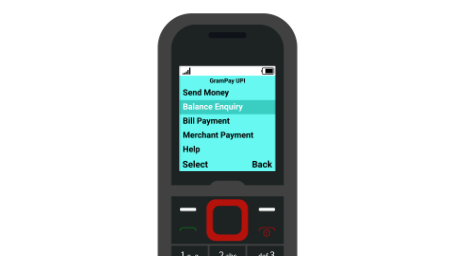 GramPay UPI
Send Money
Balance Enquiry
Bill Payment
Merchant Payment
Help
Select Back
1 2 abc def 3